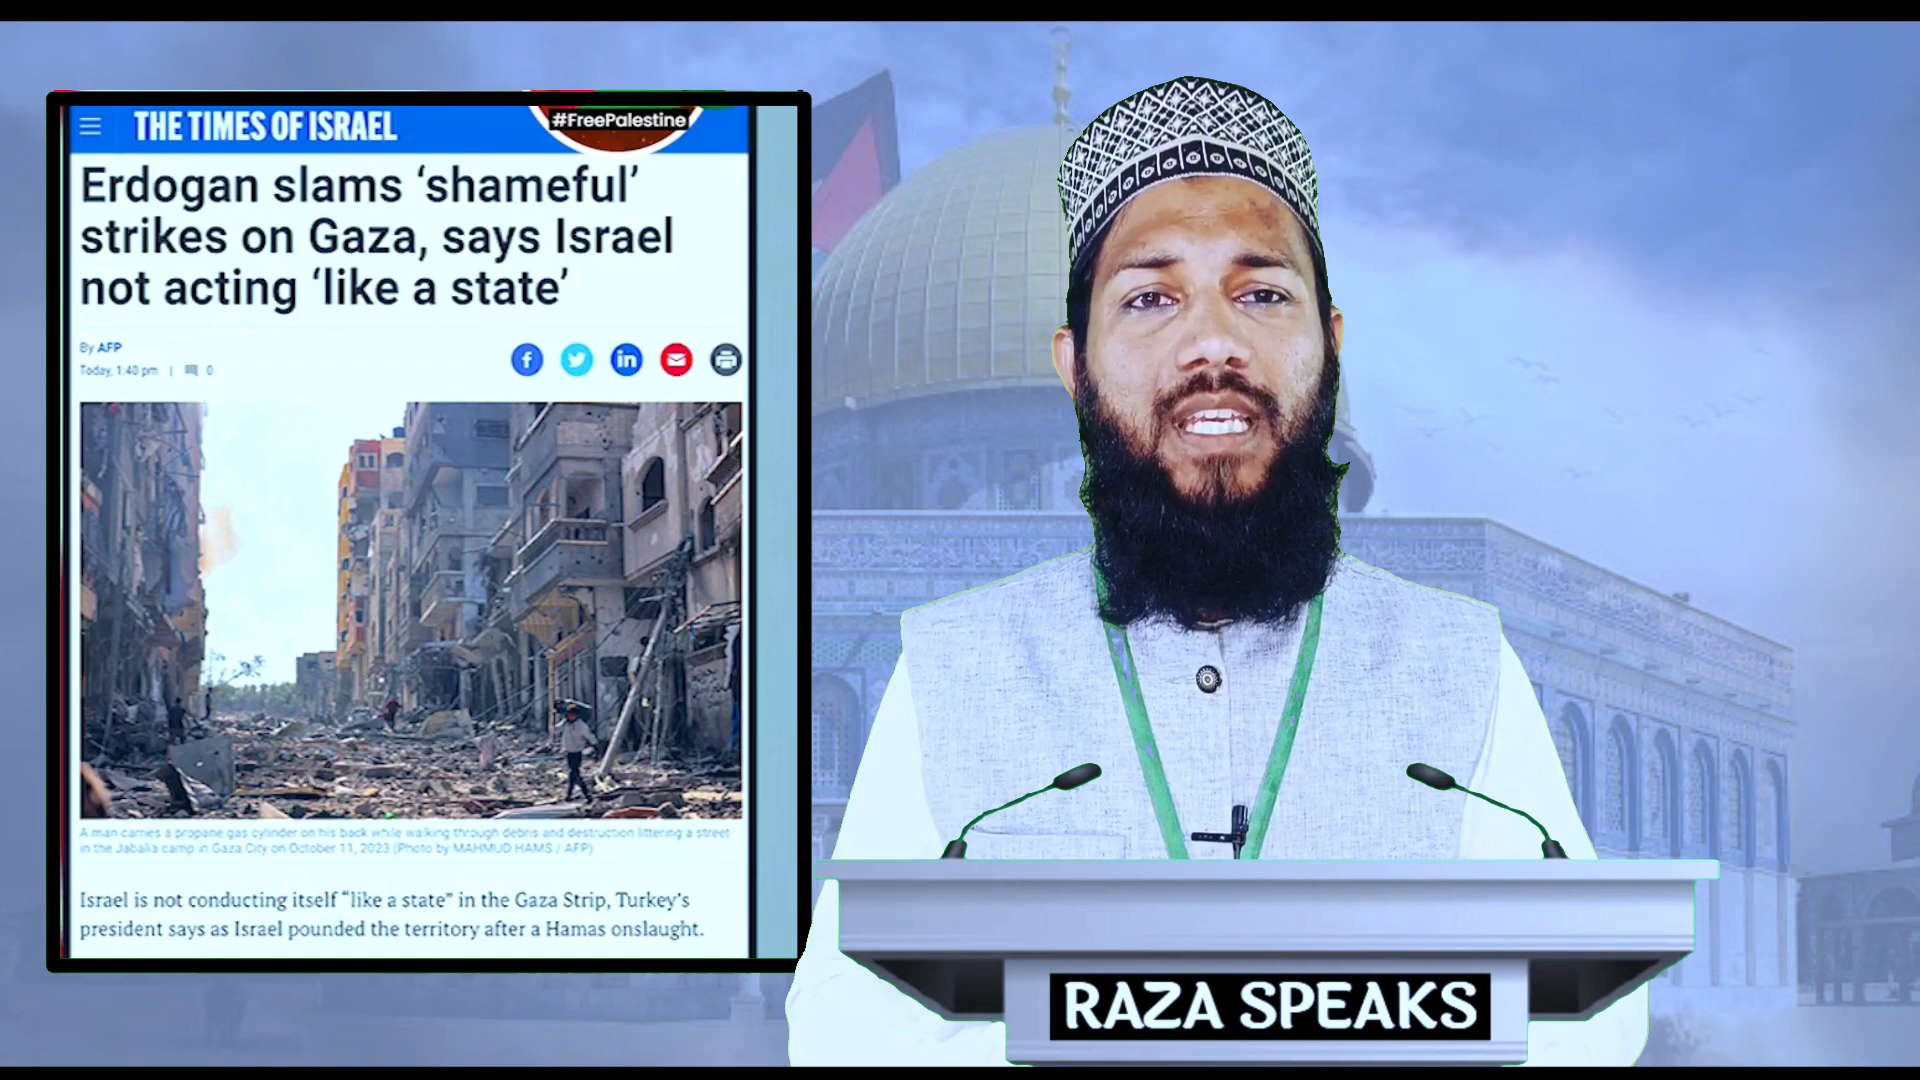 THE TIMES OF ISRAEL
#FreePalestine
Erdogan slams ‘shameful’
strikes on Gaza, says Israel
not acting ‘like a state’
By AFP
Today, 1:40 pm | 0
A man carries a propane gas cylinder on his back while walking through debris and destruction littering a street
in the Jabalia camp in Gaza City on October 11, 2023 (Photo by MAHMUD HAMS / AFP)
Israel is not conducting itself “like a state” in the Gaza Strip, Turkey’s
president says as Israel pounded the territory after a Hamas onslaught.
RAZA SPEAKS